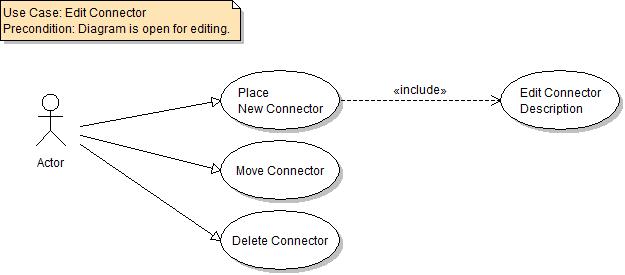 Use Case: Edit Connector
Precondition: Diagram is open for editing.
Place
New Connector
«include»
Edit Connector
Description
Actor
Move Connector
Delete Connector